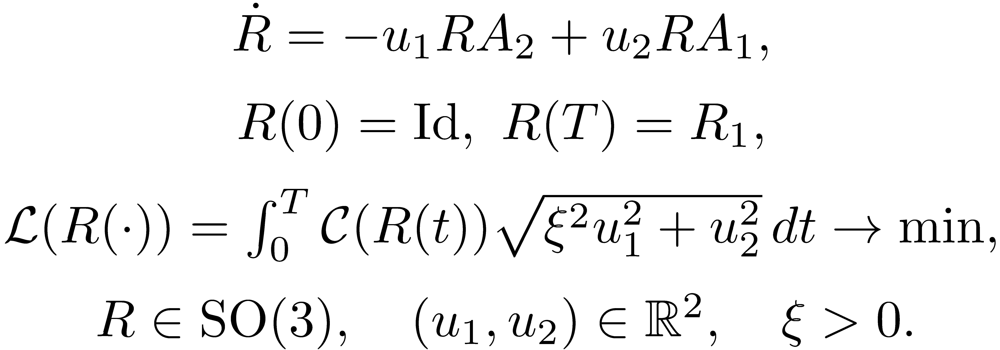 Ṙ = −u₁RA₂ + u₂RA₁,
R(0) = Id, R(T) = R₁,
ℒ(R(·)) = ∫₀ᵀ 𝒞(R(t))√(ξ²u₁² + u₂²) dt → min,
R ∈ SO(3), (u₁, u₂) ∈ ℝ², ξ > 0.